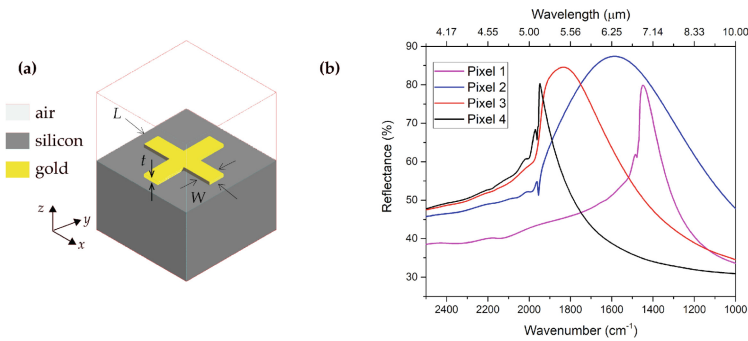 (a)
air
silicon
gold
L
t
W
z
y
x
(b)
Wavelength (μm)
4.17 4.55 5.00 5.56 6.25 7.14 8.33 10.00
Pixel 1
Pixel 2
Pixel 3
Pixel 4
Reflectance (%)
90
80
70
60
50
40
30
2400 2200 2000 1800 1600 1400 1200 1000
Wavenumber (cm⁻¹)